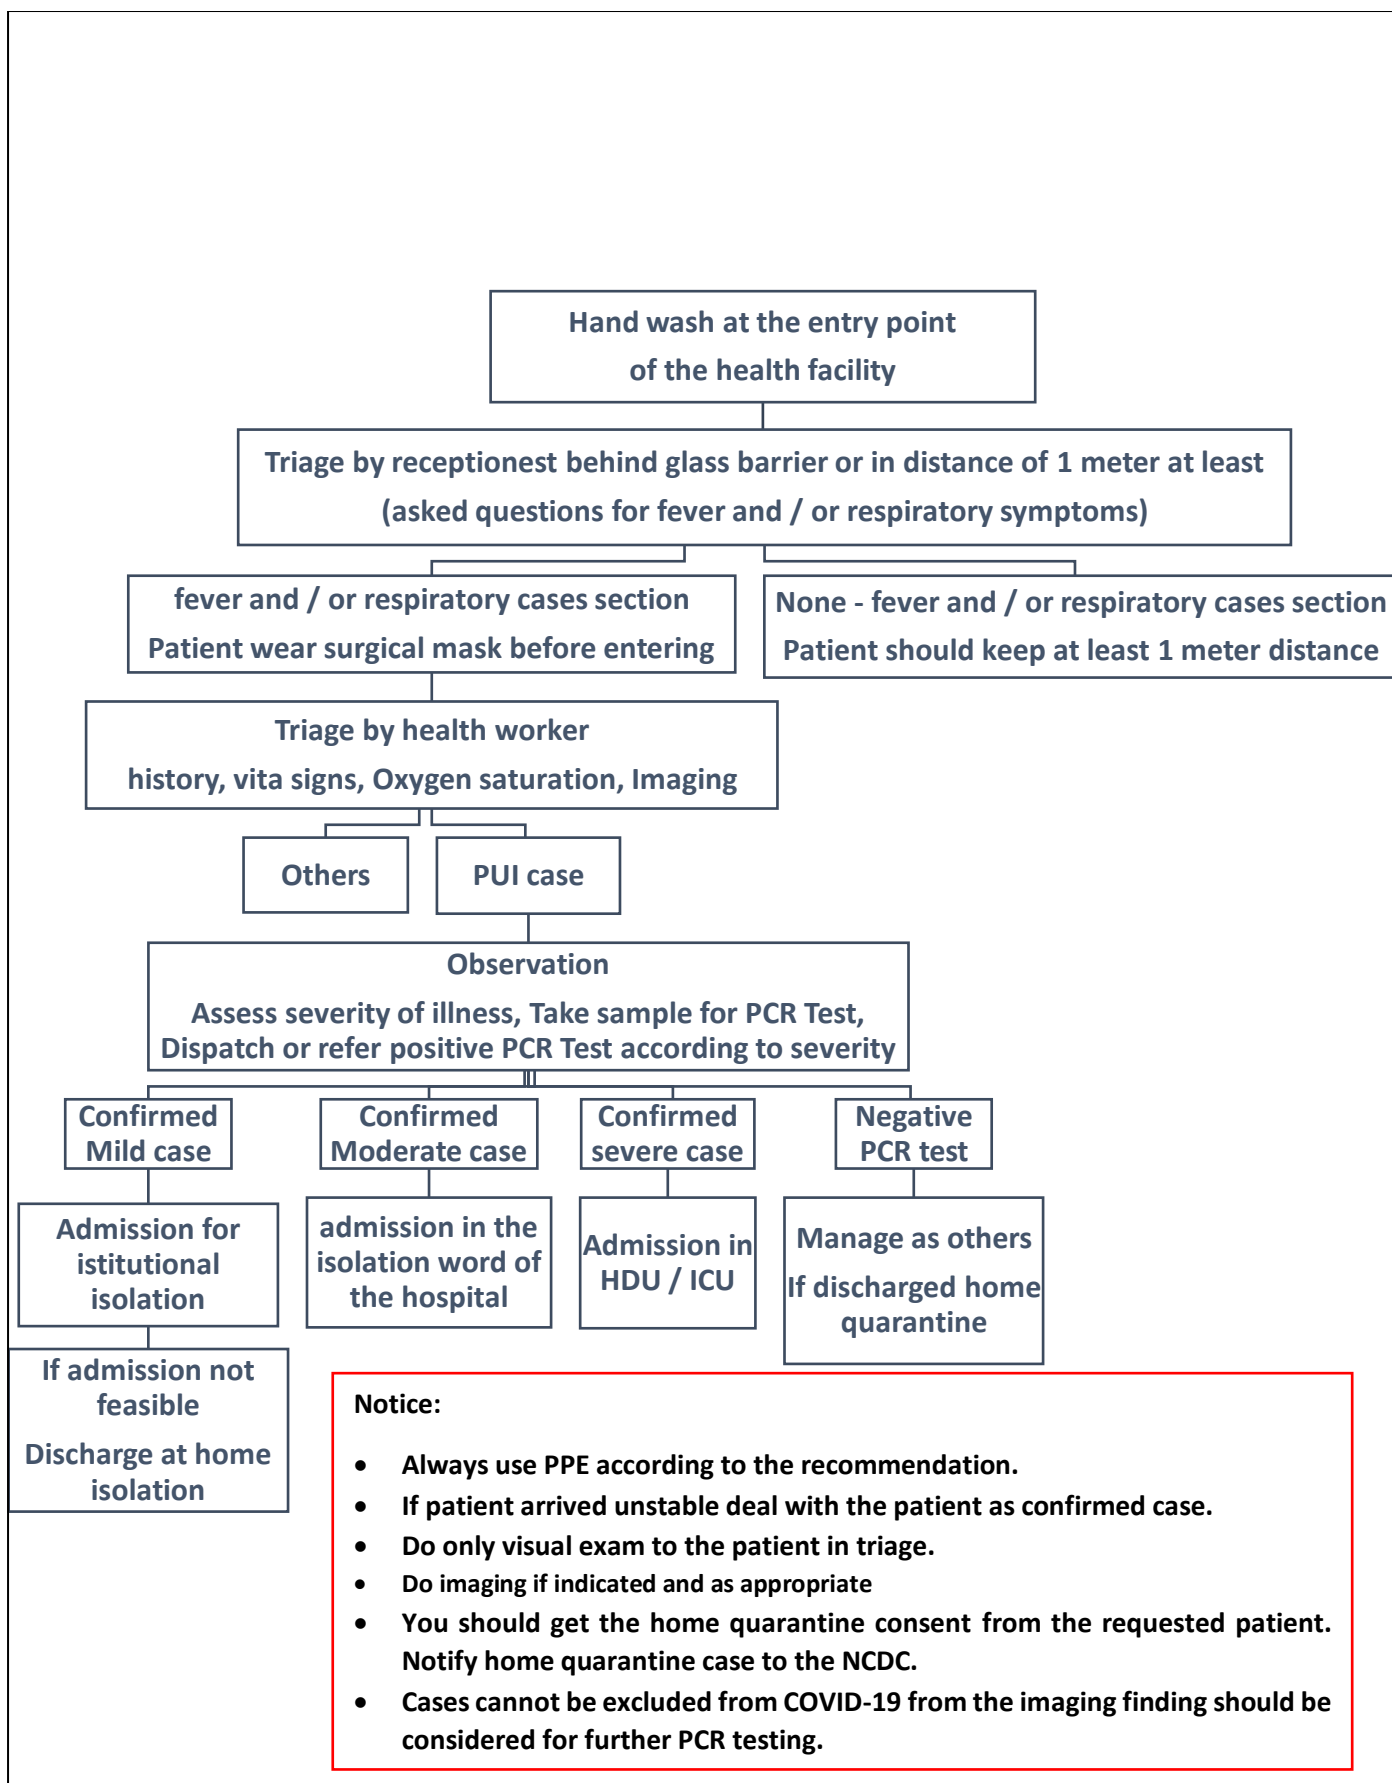 Hand wash at the entry point
of the health facility
Triage by receptionest behind glass barrier or in distance of 1 meter at least
(asked questions for fever and / or respiratory symptoms)
fever and / or respiratory cases section
Patient wear surgical mask before entering
None - fever and / or respiratory cases section
Patient should keep at least 1 meter distance
Triage by health worker
history, vita signs, Oxygen saturation, Imaging
Others
PUI case
Observation
Assess severity of illness, Take sample for PCR Test,
Dispatch or refer positive PCR Test according to severity
Confirmed
Mild case
Confirmed
Moderate case
Confirmed
severe case
Negative
PCR test
Admission for
istitutional
isolation
admission in the
isolation word of
the hospital
Admission in
HDU / ICU
Manage as others
If discharged home
quarantine
If admission not
feasible
Discharge at home
isolation
Notice:
• Always use PPE according to the recommendation.
• If patient arrived unstable deal with the patient as confirmed case.
• Do only visual exam to the patient in triage.
• Do imaging if indicated and as appropriate
• You should get the home quarantine consent from the requested patient.
Notify home quarantine case to the NCDC.
• Cases cannot be excluded from COVID-19 from the imaging finding should be
considered for further PCR testing.